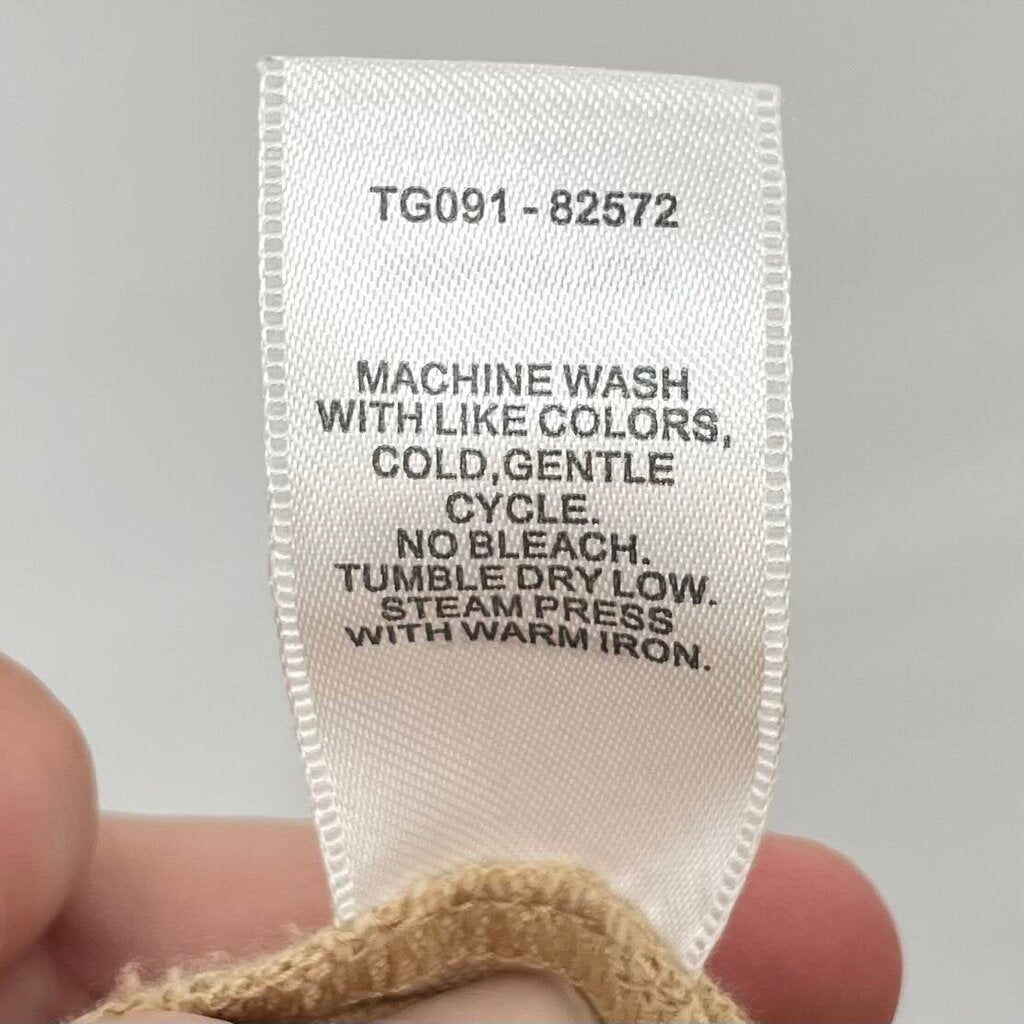 TG091 - 82572
MACHINE WASH
WITH LIKE COLORS,
COLD,GENTLE
CYCLE.
NO BLEACH.
TUMBLE DRY LOW.
STEAM PRESS
WITH WARM IRON.